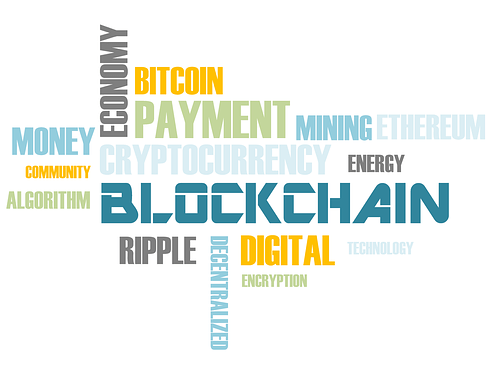 ECONOMY
BITCOIN
PAYMENT
MONEY
MINING
ETHEREUM
CRYPTOCURRENCY
ENERGY
COMMUNITY
ALGORITHM
BLOCKCHAIN
RIPPLE
DECENTRALIZED
DIGITAL
TECHNOLOGY
ENCRYPTION